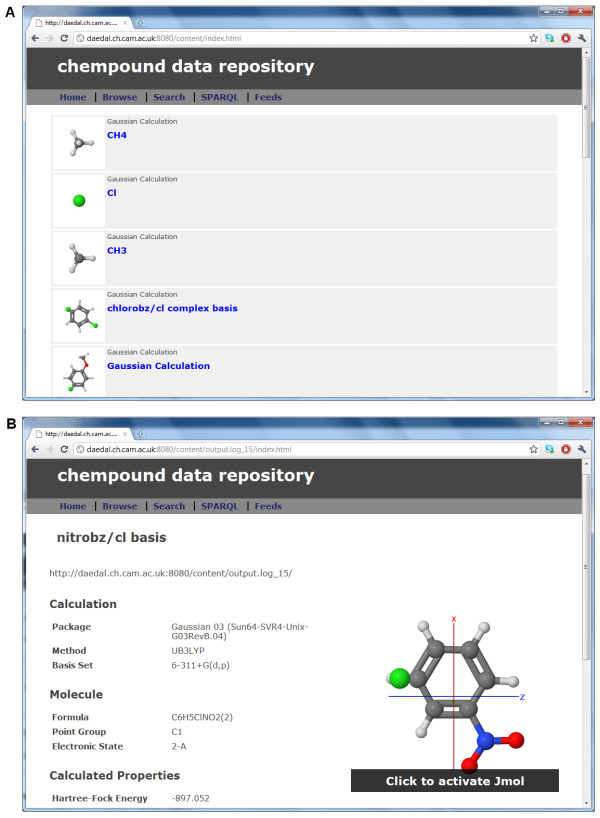 A
http://daedal.ch.cam.ac....
daedal.ch.cam.ac.uk:8080/content/index.html
chempound data repository
Home | Browse | Search | SPARQL | Feeds
Gaussian Calculation
CH4
Gaussian Calculation
Cl
Gaussian Calculation
CH3
Gaussian Calculation
chlorobz/cl complex basis
Gaussian Calculation
Gaussian Calculation
B
http://daedal.ch.cam.ac....
daedal.ch.cam.ac.uk:8080/content/output.log_15/index.html
chempound data repository
Home | Browse | Search | SPARQL | Feeds
nitrobz/cl basis
http://daedal.ch.cam.ac.uk:8080/content/output.log_15/
Calculation
Package Gaussian 03 (Sun64-SVR4-Unix-
G03RevB.04)
Method UB3LYP
Basis Set 6-311+G(d,p)
Molecule
Formula C6H5ClNO2(2)
Point Group C1
Electronic State 2-A
Calculated Properties
Hartree-Fock Energy -897.052
X
Z
Click to activate Jmol